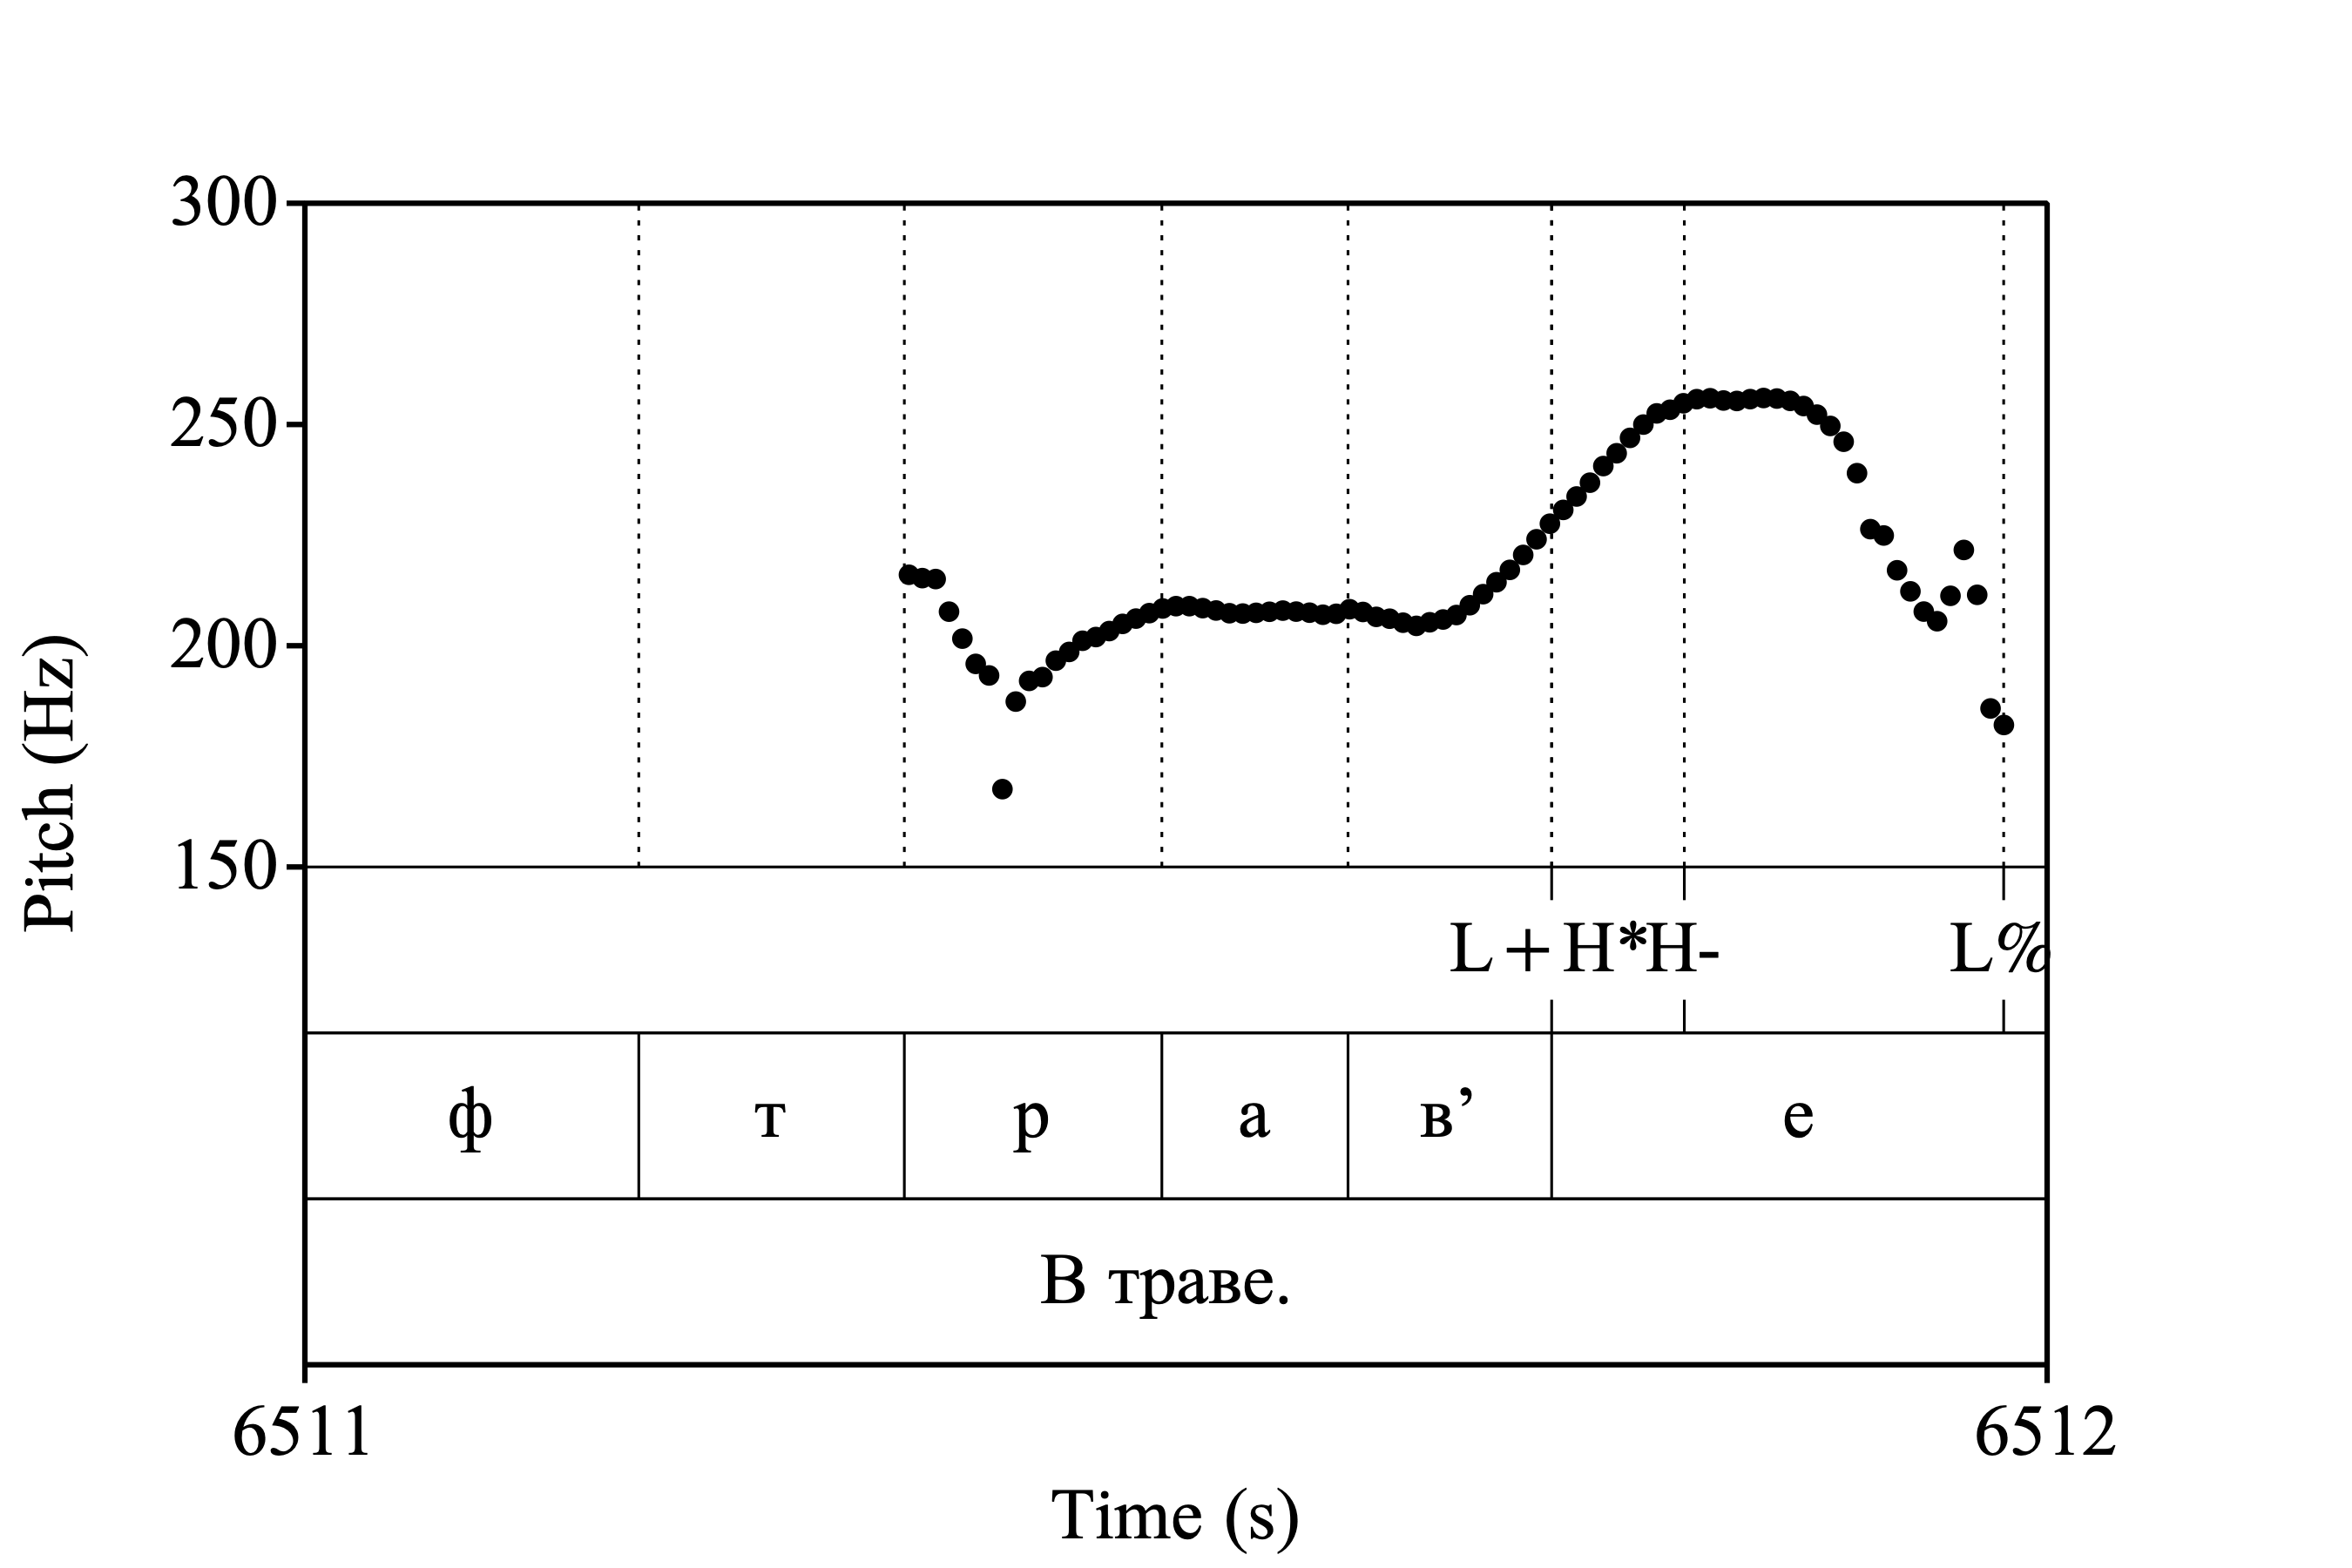 300
250
200
150
Pitch (Hz)
L + H* H- L%
ф т р а в’ е
В траве.
6511 6512
Time (s)